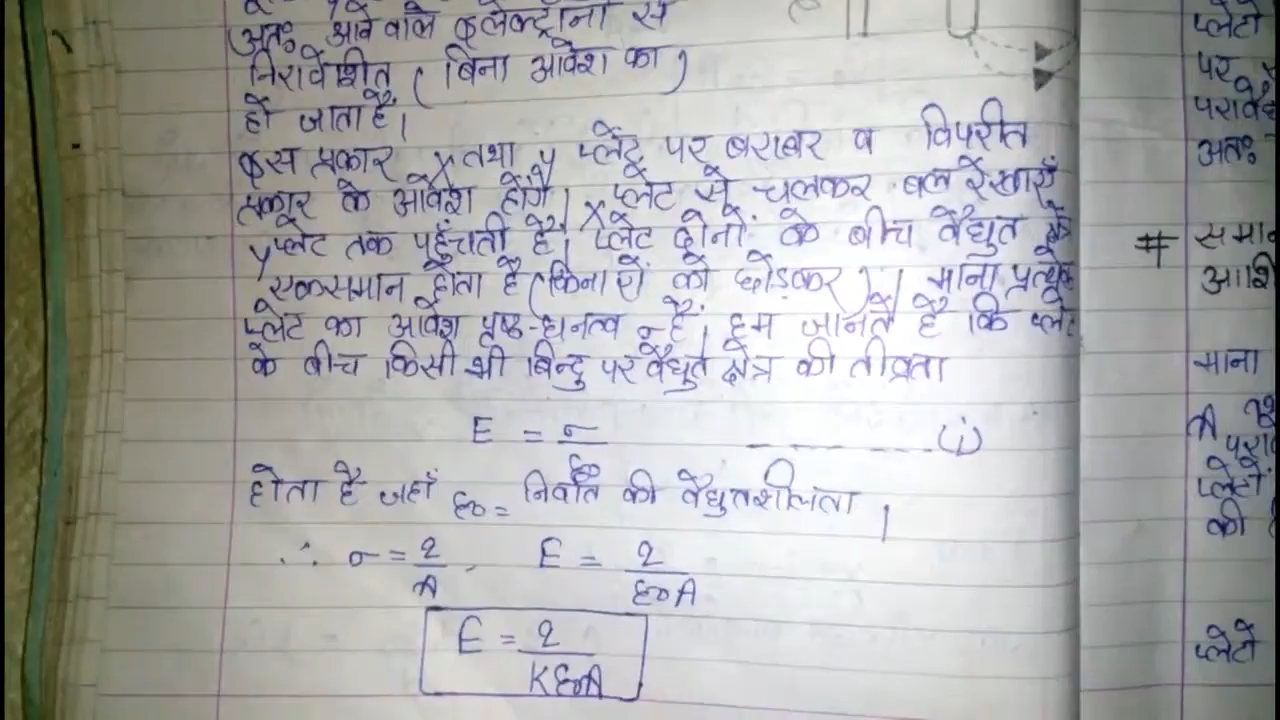 अतः आने वाले इलेक्ट्रॉनों से
निरावेशित ( बिना आवेश का )
हो जाता है।
इस प्रकार X तथा y प्लेट पर बराबर व विपरीत
प्रकार के आवेश होंगे। X प्लेट से चलकर बल रेखाएँ
y प्लेट तक पहुँचती है। प्लेट दोनों के बीच वैधुत क्षेत्र
एकसमान होता है (किनारों को छोड़कर)। माना प्रत्येक
प्लेट का आवेश पृष्ठ-घनत्व σ है। हम जानते है कि प्लेट
के बीच किसी भी बिन्दु पर वैधुत क्षेत्र की तीव्रता
E = σ/ε₀ --------- (i)
होता है जहाँ ε₀ = निर्वात की वैधुतशीलता।
∴ σ = q/A, E = q/ε₀A
E = q/Kε₀A
प्लेटो
पर
अतः
# समान
माना
A
प्लेटों
की
प्लेटो